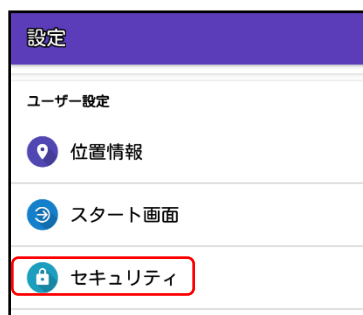 設定
ユーザー設定
位置情報
スタート画面
セキュリティ